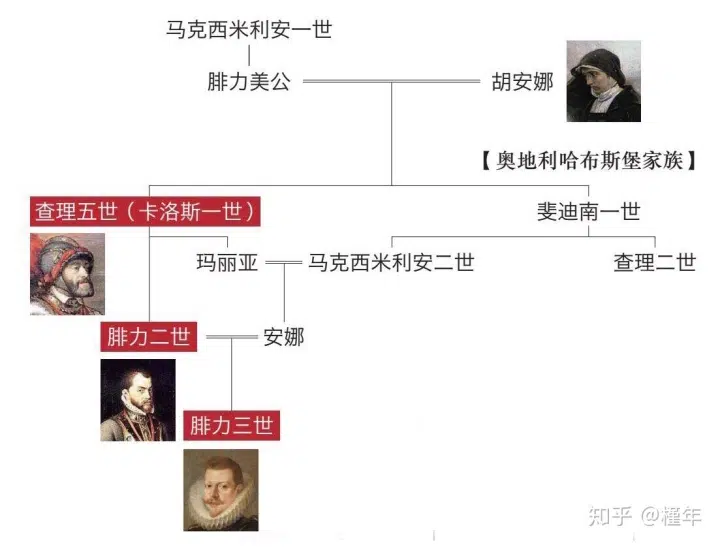 马克西米利安一世
腓力美公
胡安娜
【奥地利哈布斯堡家族】
查理五世（卡洛斯一世）
斐迪南一世
玛丽亚
马克西米利安二世
查理二世
腓力二世
安娜
腓力三世
知乎 @槿年